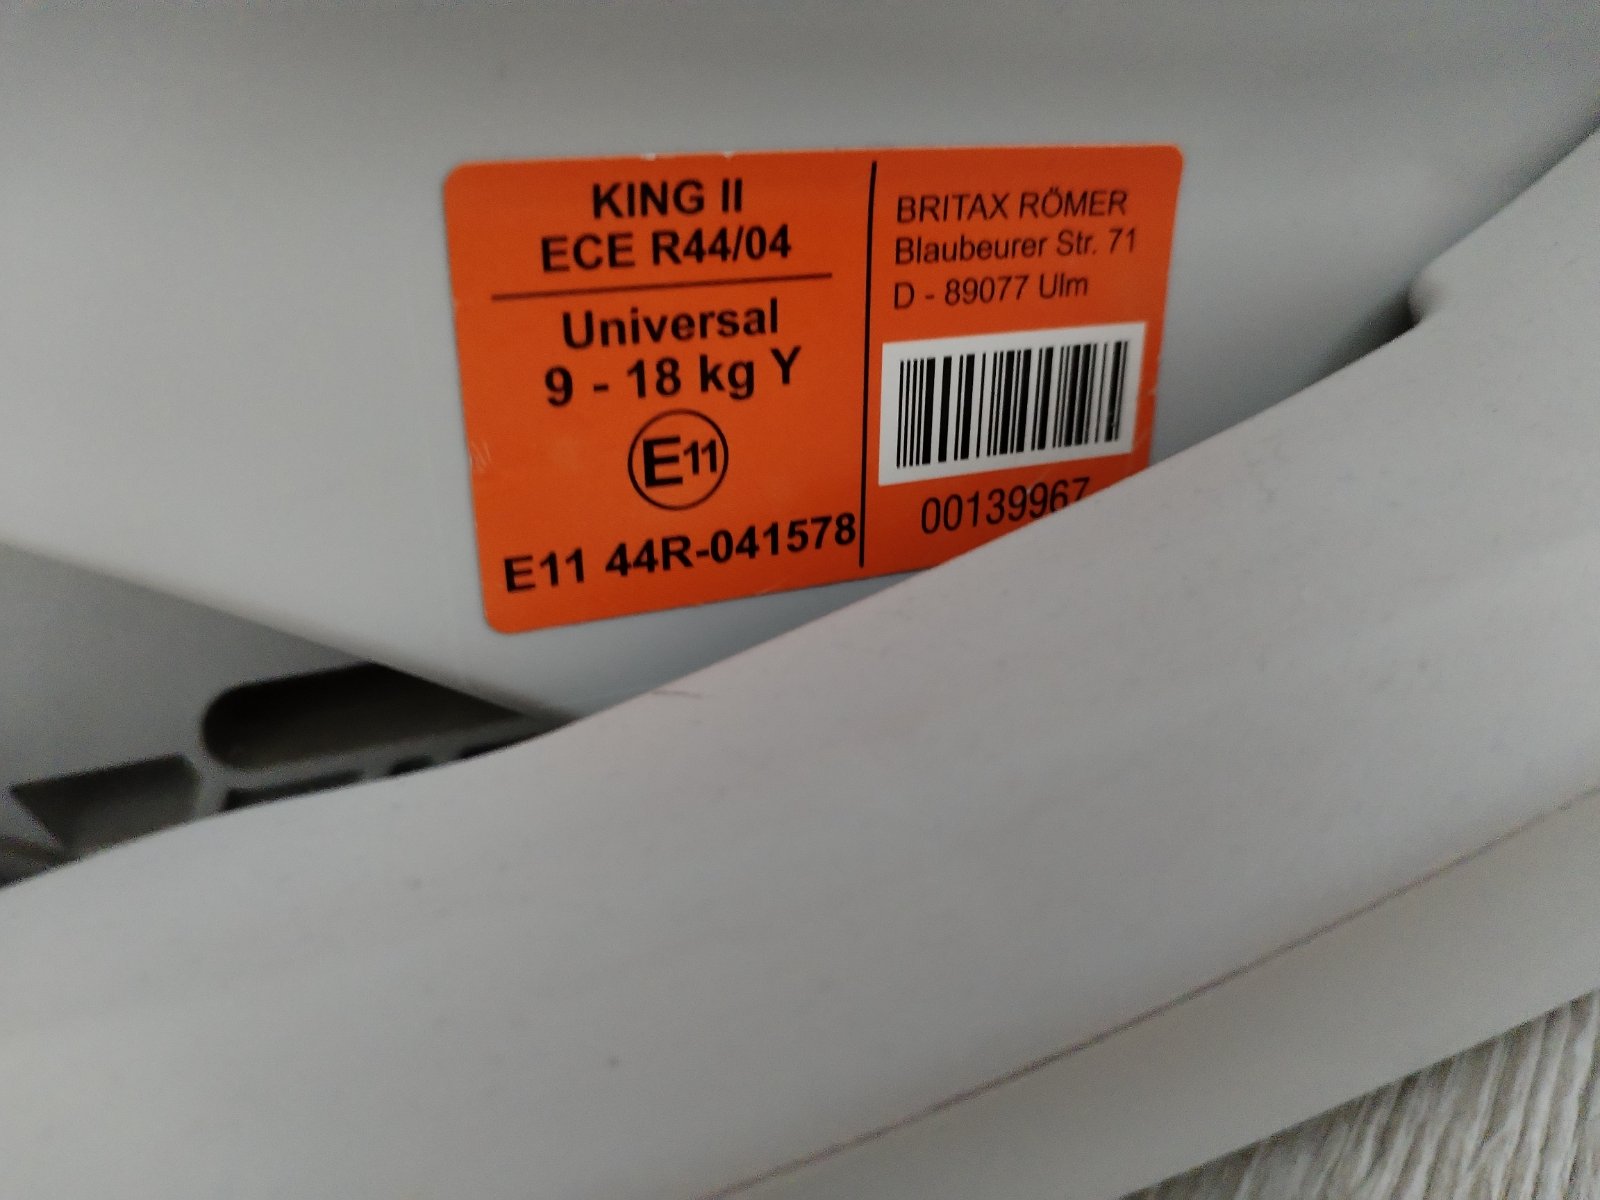 KING II
ECE R44/04
Universal
9 - 18 kg Y
E11
E11 44R-041578
BRITAX RÖMER
Blaubeurer Str. 71
D - 89077 Ulm
00139967